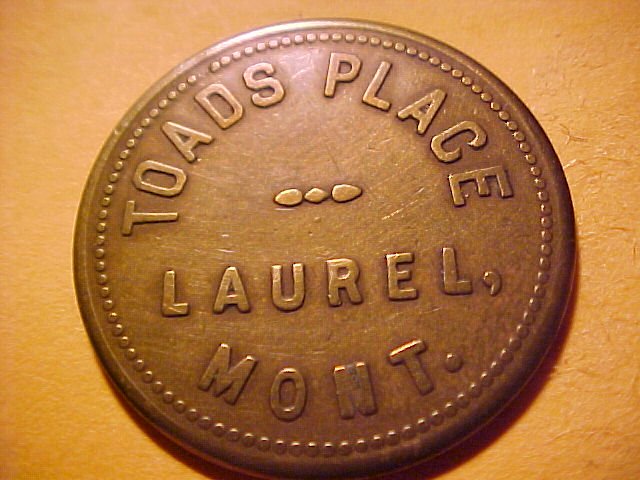 TOADS PLACE
LAUREL,
MONT.